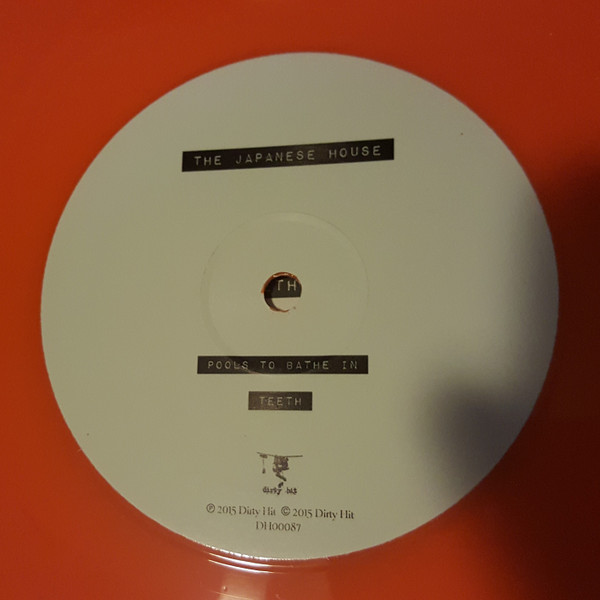 THE JAPANESE HOUSE
TH
POOLS TO BATHE IN
TEETH
dirty hit
℗ 2015 Dirty Hit © 2015 Dirty Hit
DH00087